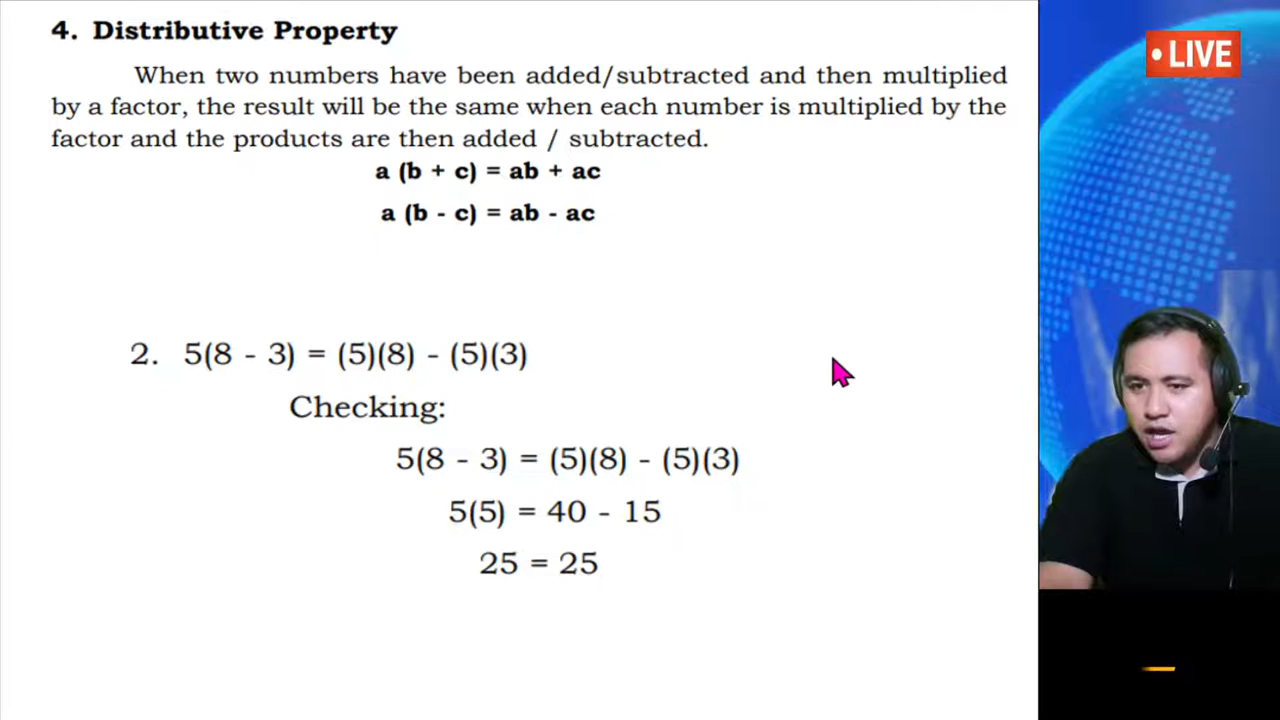 4. Distributive Property
When two numbers have been added/subtracted and then multiplied
by a factor, the result will be the same when each number is multiplied by the
factor and the products are then added / subtracted.
a (b + c) = ab + ac
a (b - c) = ab - ac
2. 5(8 - 3) = (5)(8) - (5)(3)
Checking:
5(8 - 3) = (5)(8) - (5)(3)
5(5) = 40 - 15
25 = 25
• LIVE